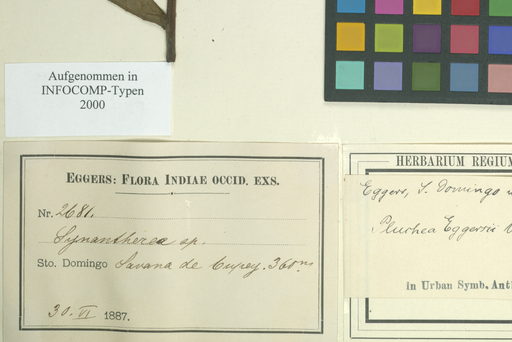 Aufgenommen in
INFOCOMP-Typen
2000
EGGERS: FLORA INDIAE OCCID. EXS.
Nr. 2681.
Synantherea sp.
Sto. Domingo Savana de Cupey. 360m
30. VI 1887.
HERBARIUM REGIUM
Eggers, S. Domingo
Pluchea Eggersii
in Urban Symb. Ant